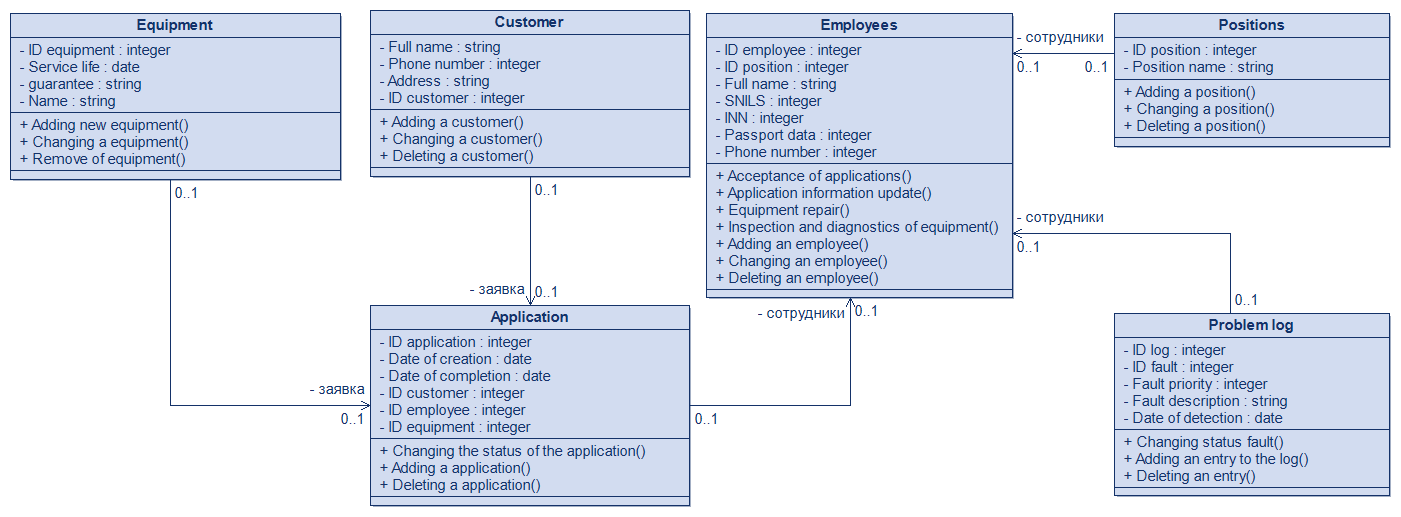 Equipment
- ID equipment : integer
- Service life : date
- guarantee : string
- Name : string
+ Adding new equipment()
+ Changing a equipment()
+ Remove of equipment()
0..1
Customer
- Full name : string
- Phone number : integer
- Address : string
- ID customer : integer
+ Adding a customer()
+ Changing a customer()
+ Deleting a customer()
0..1
Employees
- ID employee : integer
- ID position : integer
- Full name : string
- SNILS : integer
- INN : integer
- Passport data : integer
- Phone number : integer
+ Acceptance of applications()
+ Application information update()
+ Equipment repair()
+ Inspection and diagnostics of equipment()
+ Adding an employee()
+ Changing an employee()
+ Deleting an employee()
- сотрудники
0..1
0..1
Positions
- ID position : integer
- Position name : string
+ Adding a position()
+ Changing a position()
+ Deleting a position()
- сотрудники
0..1
0..1
- заявка
0..1
- сотрудники
0..1
- заявка
0..1
Application
- ID application : integer
- Date of creation : date
- Date of completion : date
- ID customer : integer
- ID employee : integer
- ID equipment : integer
+ Changing the status of the application()
+ Adding a application()
+ Deleting a application()
0..1
Problem log
- ID log : integer
- ID fault : integer
- Fault priority : integer
- Fault description : string
- Date of detection : date
+ Changing status fault()
+ Adding an entry to the log()
+ Deleting an entry()